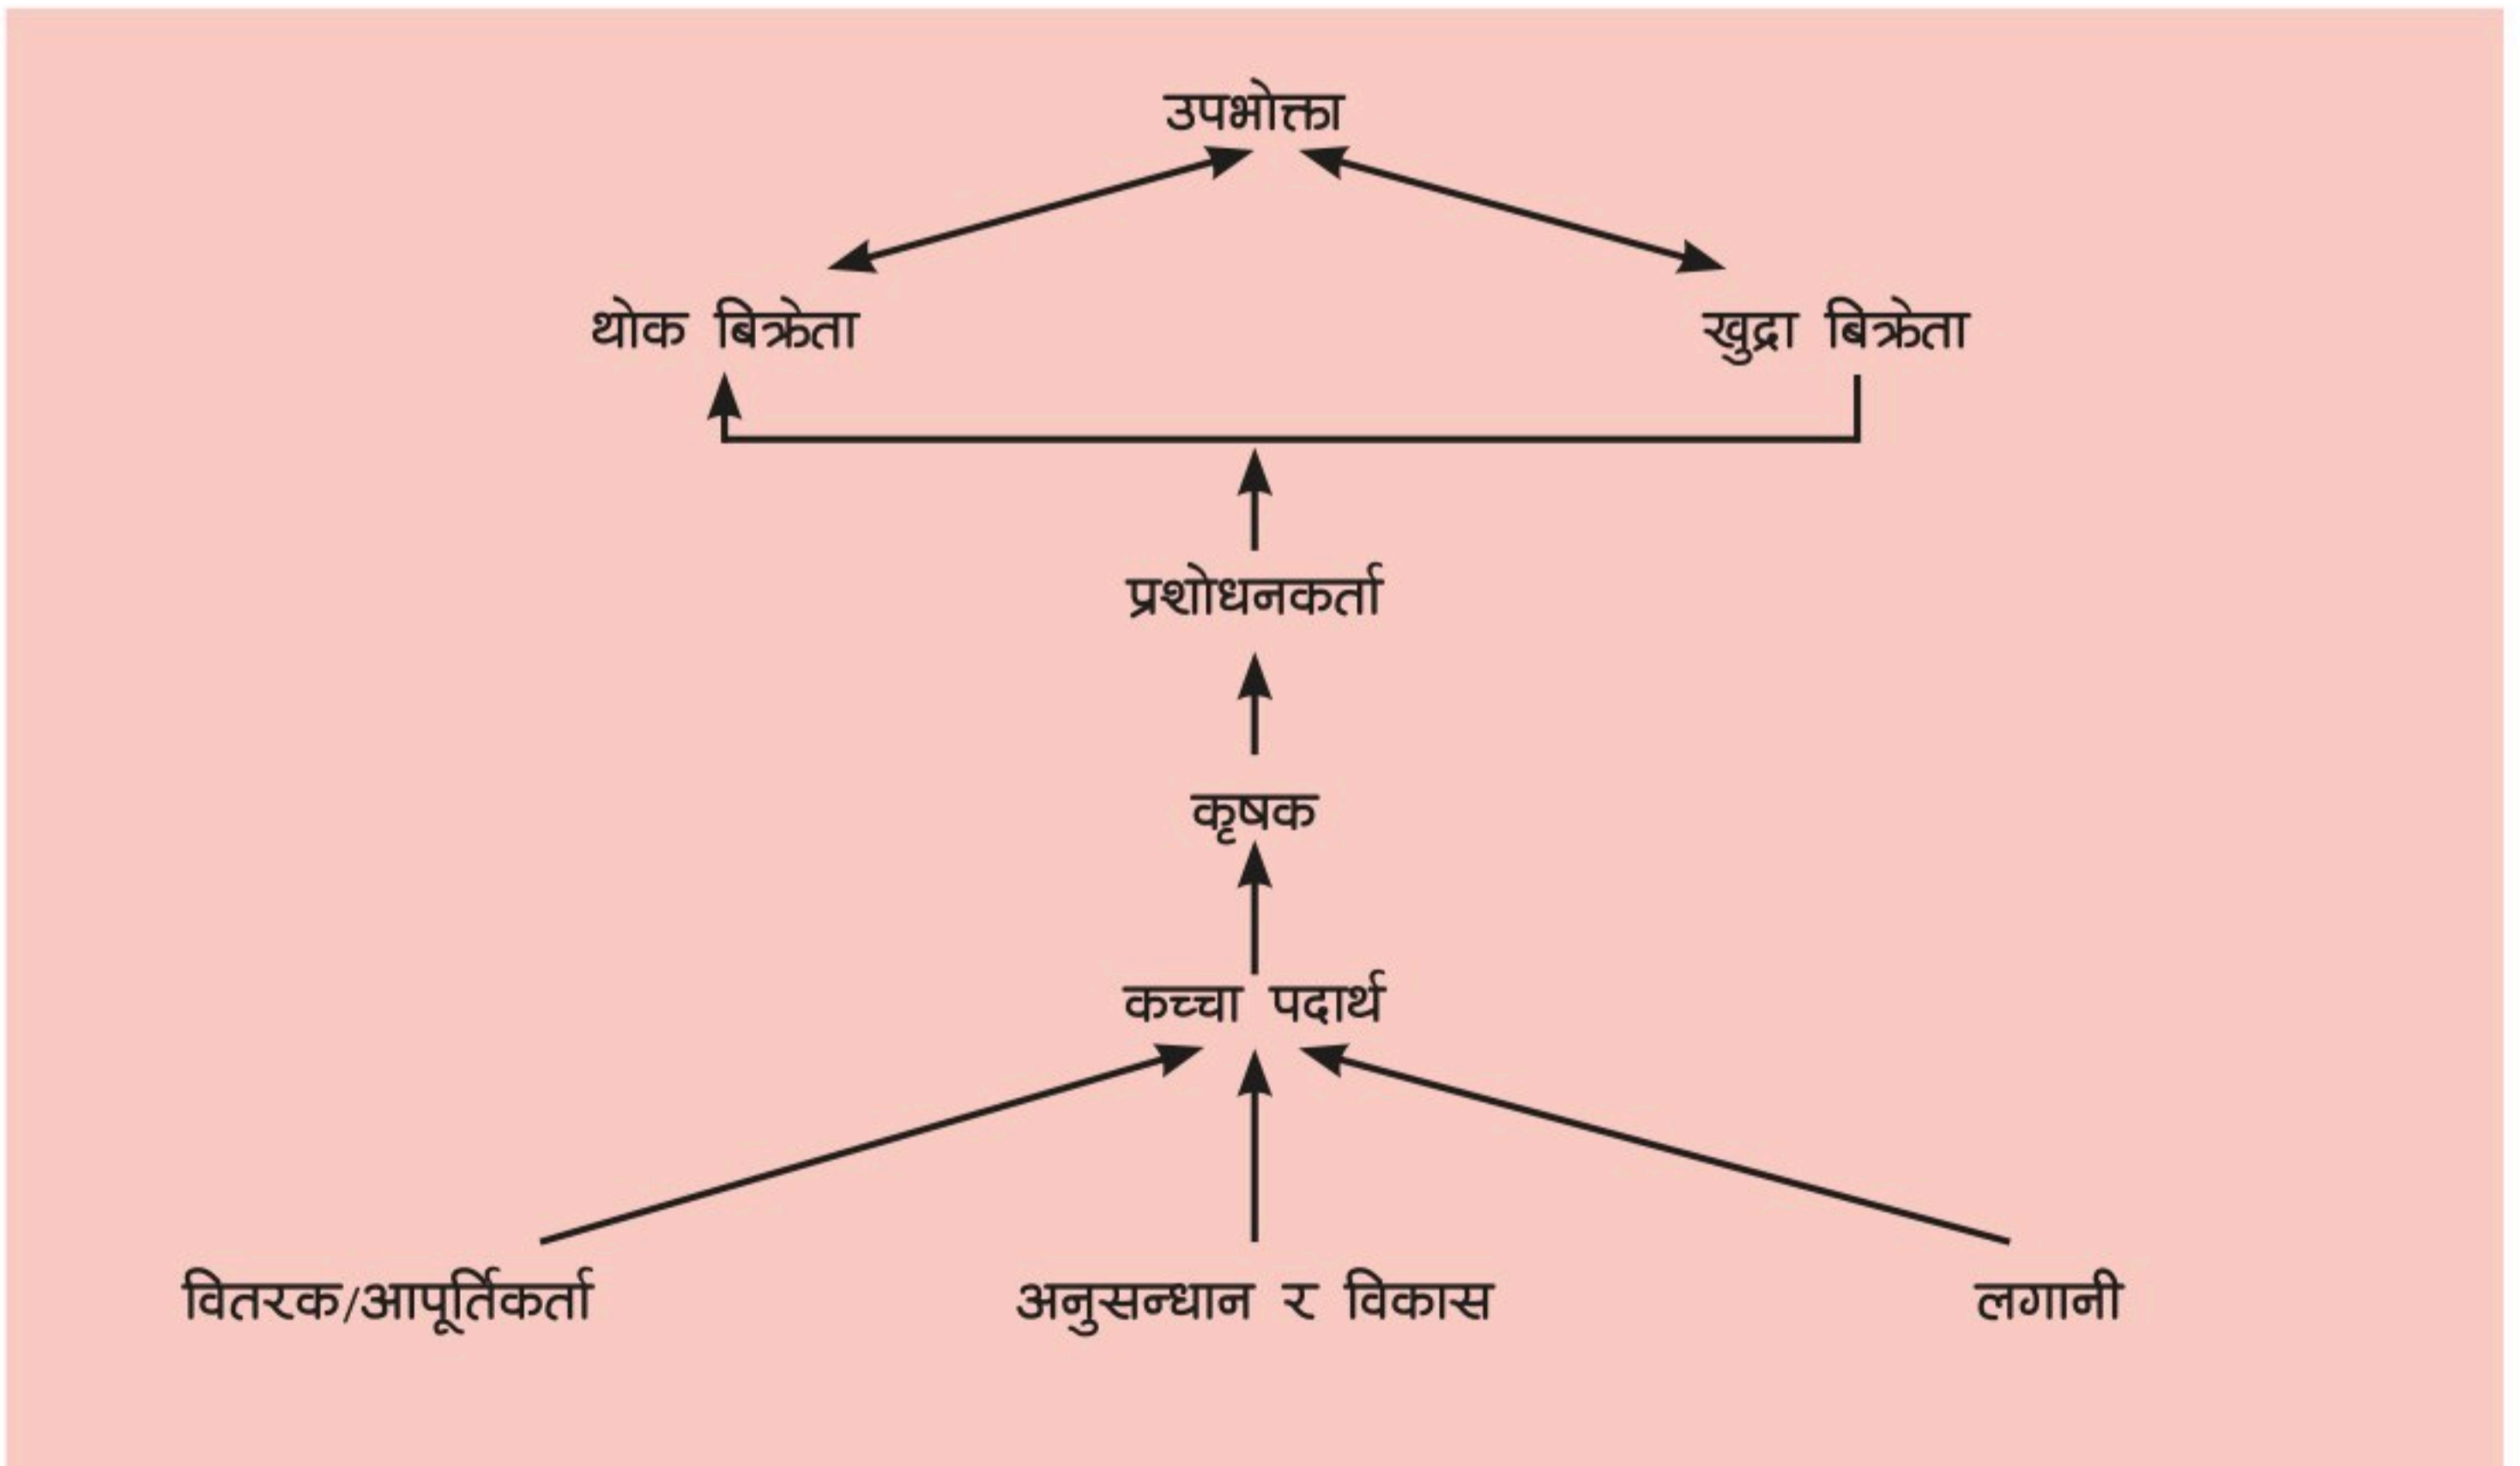 उपभोक्ता
थोक बिक्रेता खुद्रा बिक्रेता
प्रशोधनकर्ता
कृषक
कच्चा पदार्थ
वितरक/आपूर्तिकर्ता अनुसन्धान र विकास लगानी